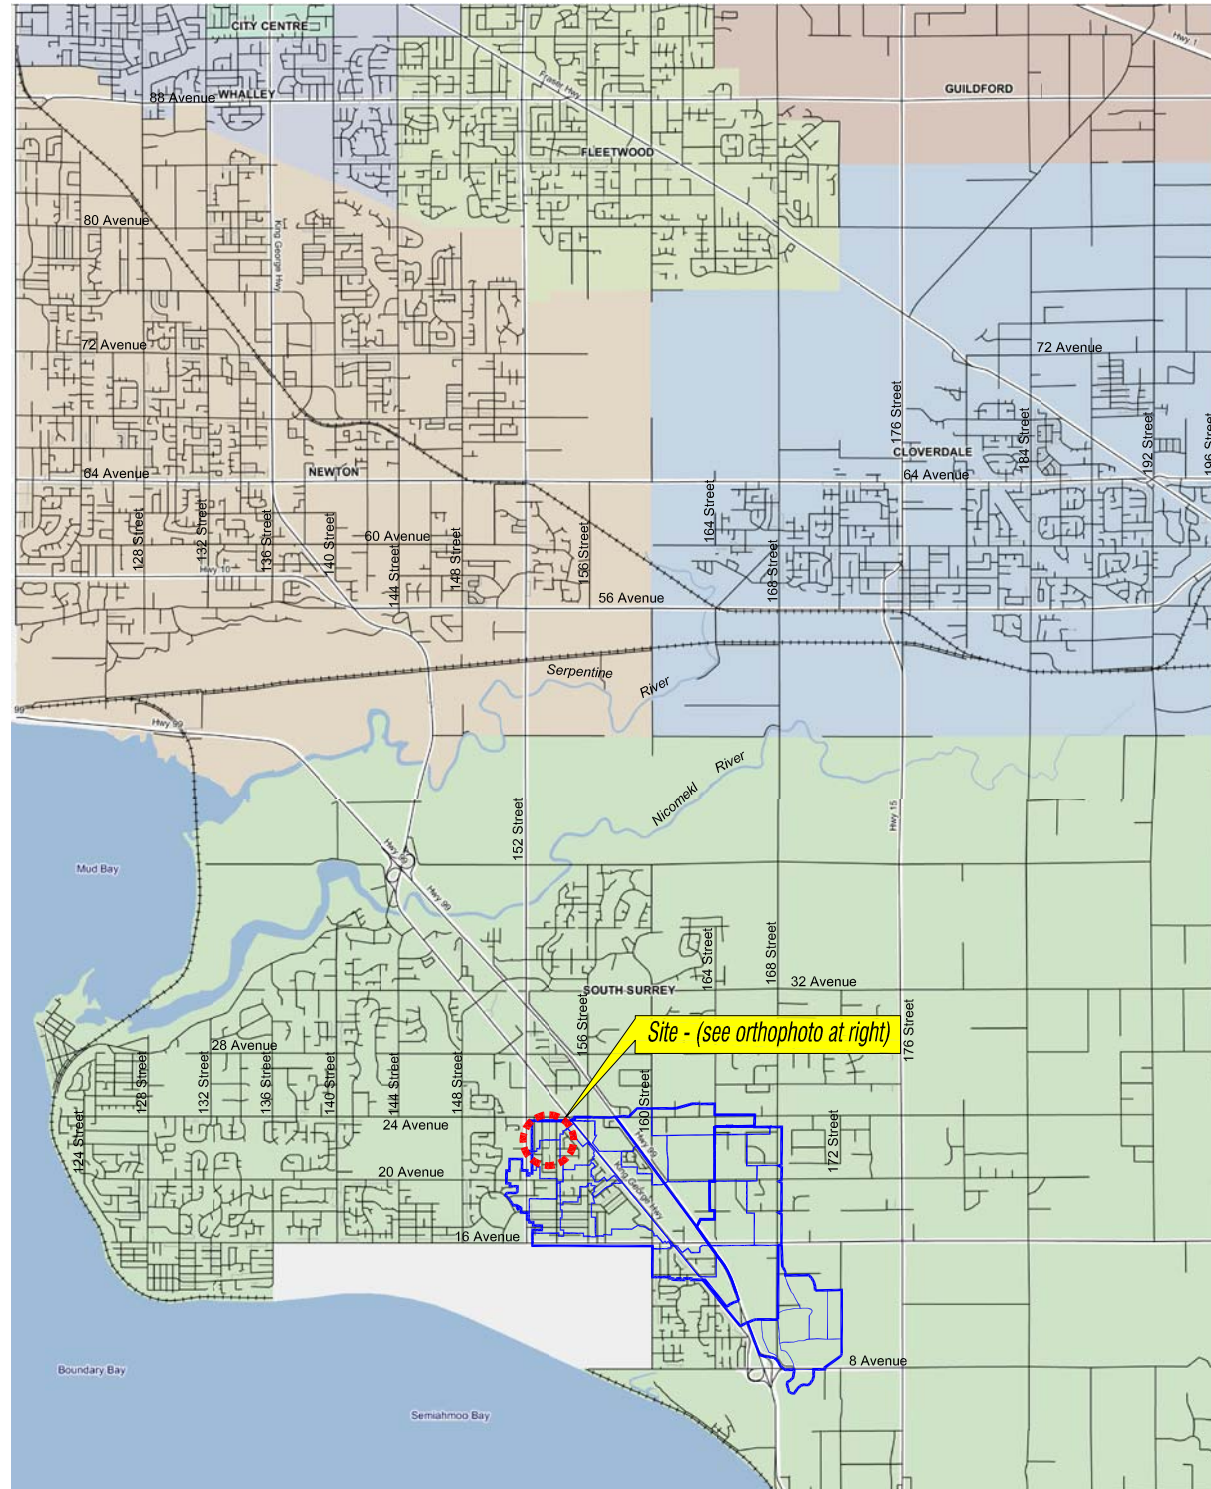 CITY CENTRE
Hwy. 1
Fraser Hwy.
88 Avenue
WHALLEY
GUILDFORD
FLEETWOOD
80 Avenue
King George Hwy
72 Avenue
72 Avenue
176 Street
184 Street
192 Street
196 Street
CLOVERDALE
64 Avenue
NEWTON
64 Avenue
164 Street
128 Street
132 Street
136 Street
140 Street
60 Avenue
144 Street
148 Street
156 Street
168 Street
Hwy 10
56 Avenue
Serpentine
River
99
Hwy 99
River
Nicomekl
152 Street
Hwy 15
Hwy 99
Mud Bay
Hwy 99
164 Street
168 Street
32 Avenue
SOUTH SURREY
156 Street
176 Street
Site - (see orthophoto at right)
28 Avenue
128 Street
132 Street
136 Street
140 Street
144 Street
148 Street
160 Street
24 Avenue
124 Street
172 Street
Hwy 99
20 Avenue
King George Hwy
16 Avenue
8 Avenue
Boundary Bay
Semiahmoo Bay